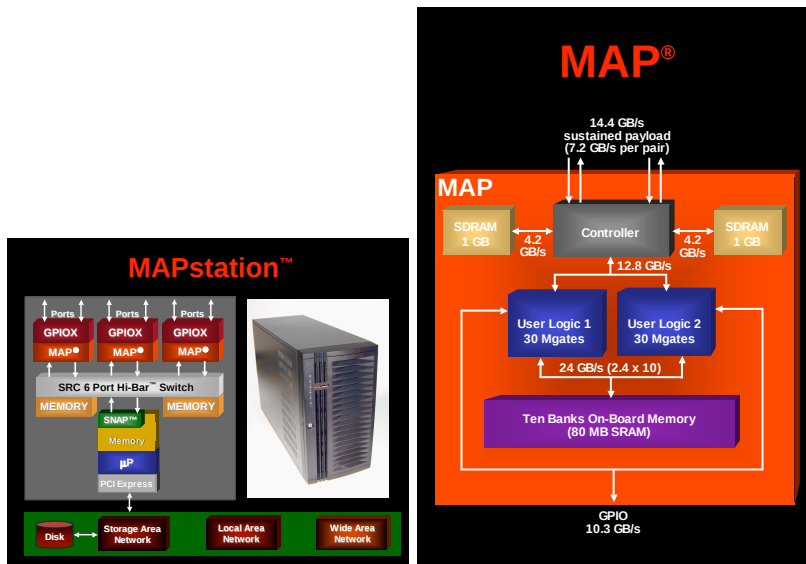 MAPstation™
Ports Ports Ports
GPIOX GPIOX GPIOX
MAP® MAP® MAP®
SRC 6 Port Hi-Bar™ Switch
MEMORY MEMORY
SNAP™
Memory
µP
PCI Express
Disk
Storage Area
Network
Local Area
Network
Wide Area
Network
MAP®
14.4 GB/s
sustained payload
(7.2 GB/s per pair)
MAP
SDRAM
1 GB
Controller
SDRAM
1 GB
4.2
GB/s
4.2
GB/s
12.8 GB/s
User Logic 1
30 Mgates
User Logic 2
30 Mgates
24 GB/s (2.4 x 10)
Ten Banks On-Board Memory
(80 MB SRAM)
GPIO
10.3 GB/s